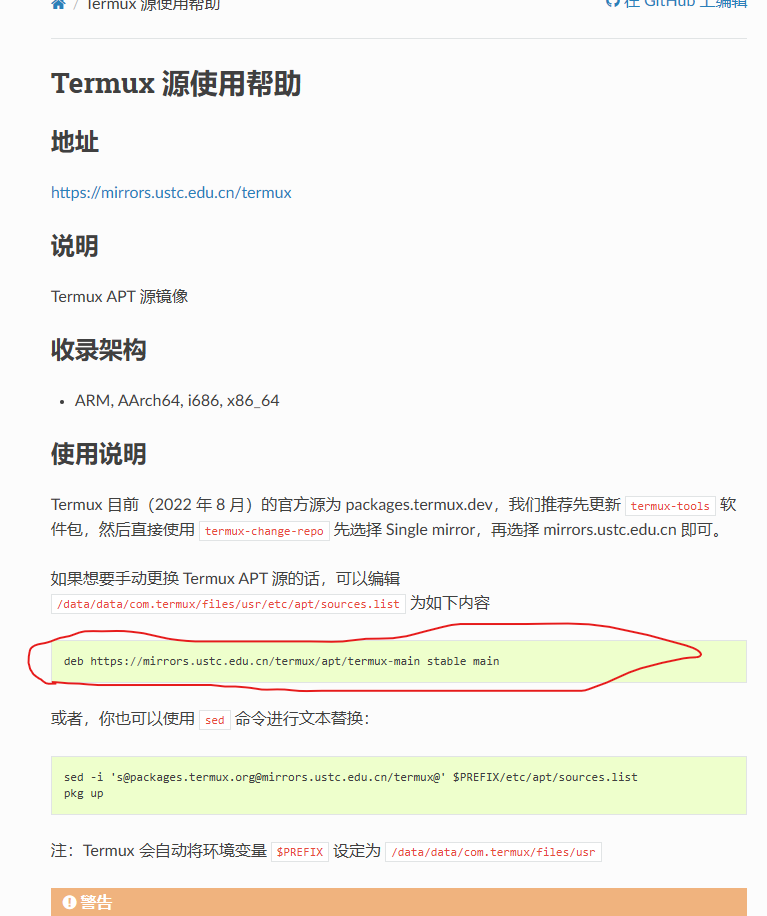 / Termux 源使用帮助
在 GitHub 上编辑
Termux 源使用帮助
地址
https://mirrors.ustc.edu.cn/termux
说明
Termux APT 源镜像
收录架构
• ARM, AArch64, i686, x86_64
使用说明
Termux 目前（2022 年 8 月）的官方源为 packages.termux.dev，我们推荐先更新 termux-tools 软
件包，然后直接使用 termux-change-repo 先选择 Single mirror，再选择 mirrors.ustc.edu.cn 即可。
如果想要手动更换 Termux APT 源的话，可以编辑
/data/data/com.termux/files/usr/etc/apt/sources.list 为如下内容
deb https://mirrors.ustc.edu.cn/termux/apt/termux-main stable main
或者，你也可以使用 sed 命令进行文本替换：
sed -i 's@packages.termux.org@mirrors.ustc.edu.cn/termux@' $PREFIX/etc/apt/sources.list
pkg up
注：Termux 会自动将环境变量 $PREFIX 设定为 /data/data/com.termux/files/usr
警告